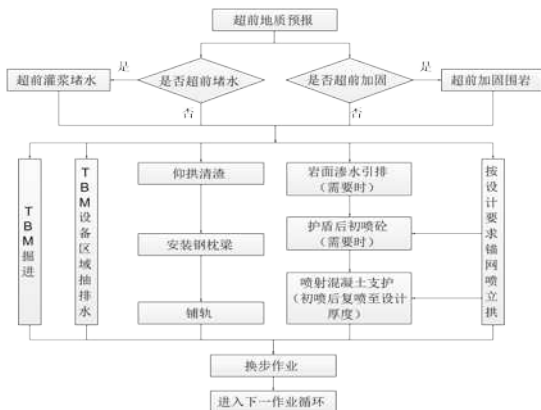 超前地质预报
是
是
超前灌浆堵水
是否超前堵水
是否超前加固
超前加固围岩
否
否
TBM掘进
TBM设备区域抽排水
仰拱清渣
安装钢枕梁
铺轨
岩面渗水引排
（需要时）
护盾后初喷砼
（需要时）
喷射混凝土支护
（初喷后复喷至设计
厚度）
按设计要求锚网喷立拱
换步作业
进入下一作业循环